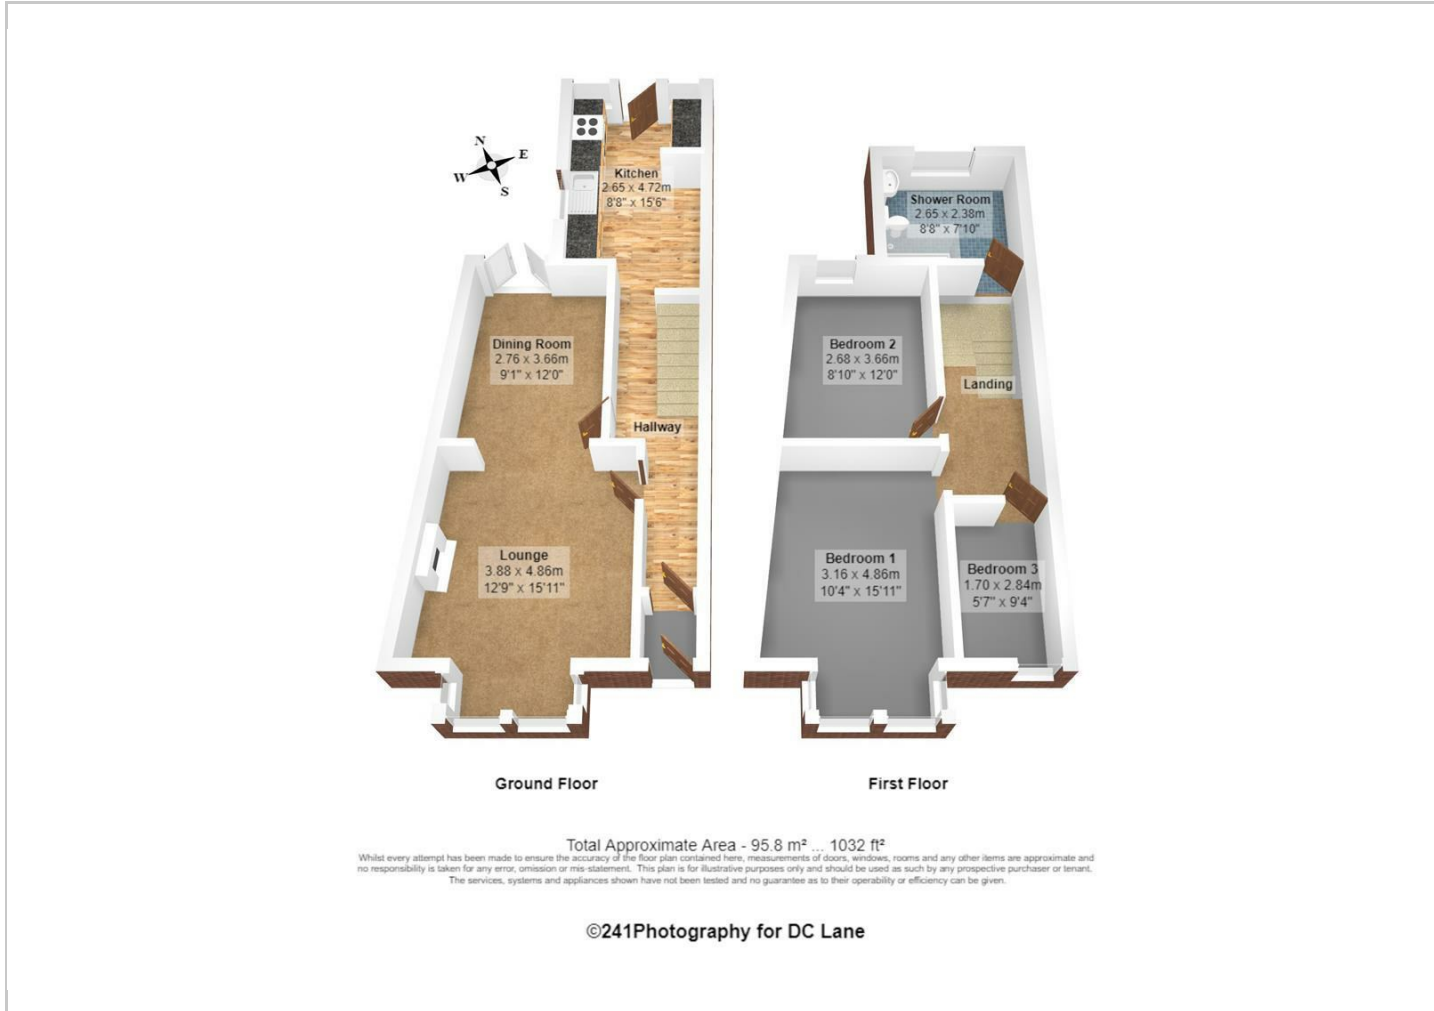 N
E
W
S
Kitchen
2.65 x 4.72m
8'8" x 15'6"
Dining Room
2.76 x 3.66m
9'1" x 12'0"
Hallway
Lounge
3.88 x 4.86m
12'9" x 15'11"
Ground Floor
Shower Room
2.65 x 2.38m
8'8" x 7'10"
Bedroom 2
2.68 x 3.66m
8'10" x 12'0"
Landing
Bedroom 1
3.16 x 4.86m
10'4" x 15'11"
Bedroom 3
1.70 x 2.84m
5'7" x 9'4"
First Floor
Total Approximate Area - 95.8 m² ... 1032 ft²
Whilst every attempt has been made to ensure the accuracy of the floor plan contained here, measurements of doors, windows, rooms and any other items are approximate and
no responsibility is taken for any error, omission or mis-statement. This plan is for illustrative purposes only and should be used as such by any prospective purchaser or tenant.
The services, systems and appliances shown have not been tested and no guarantee as to their operability or efficiency can be given.
©241Photography for DC Lane